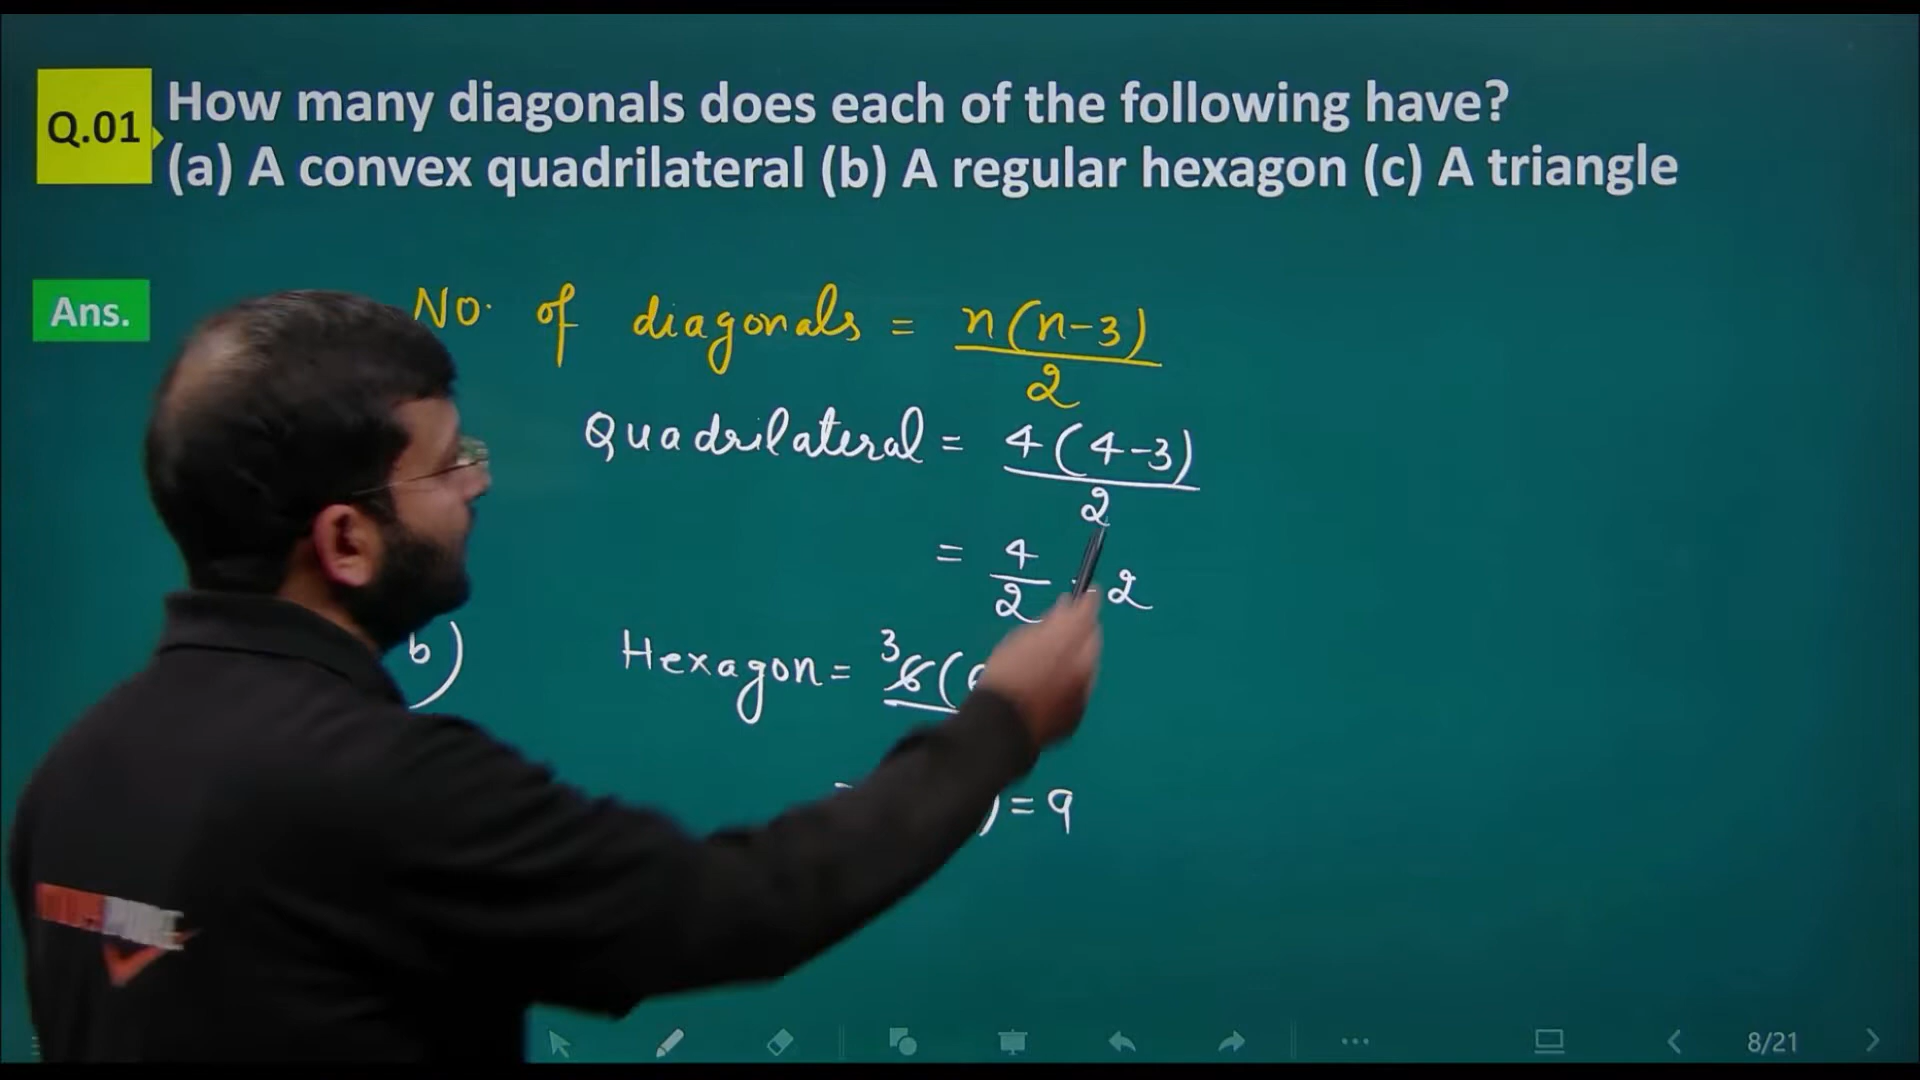 Q.01
How many diagonals does each of the following have?
(a) A convex quadrilateral (b) A regular hexagon (c) A triangle
Ans.
No. of diagonals = n(n-3)
2
Quadrilateral = 4(4-3)
2
= 4/2 = 2
b) Hexagon = 3 6(
) = 9
8/21